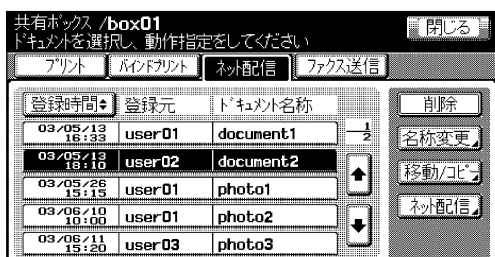 共有ボックス /box01
ドキュメントを選択し、動作指定をしてください
閉じる
プリント バインドプリント ネット配信 ファクス送信
登録時間 登録元 ドキュメント名称
削除
03/05/13 16:33 user01 document1
1/2
名称変更
03/05/13 18:10 user02 document2
移動/コピー
03/05/26 15:15 user01 photo1
ネット配信
03/06/10 10:00 user01 photo2
03/06/11 15:20 user03 photo3